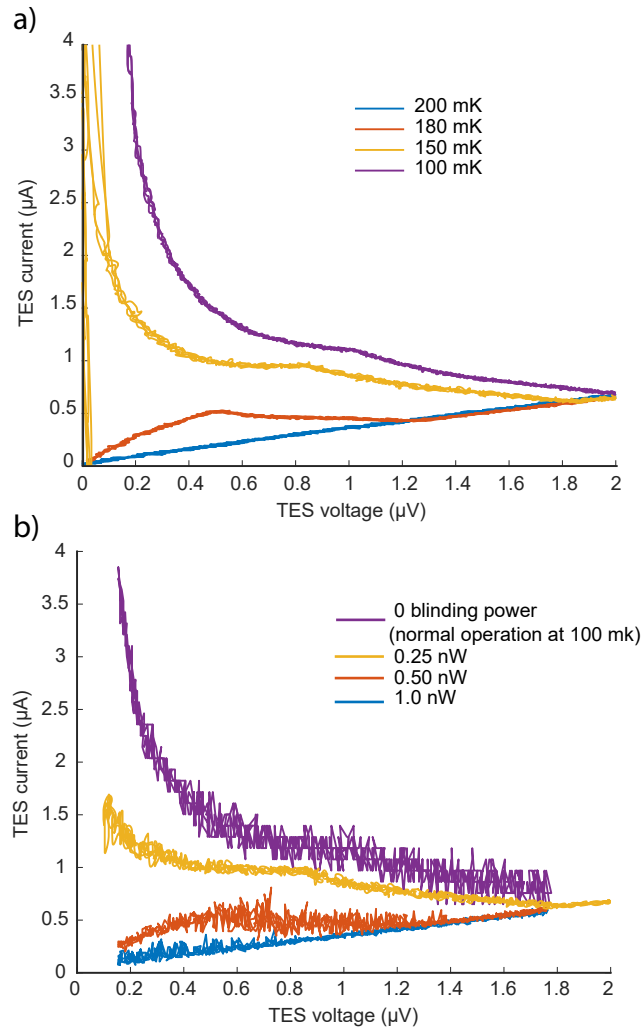 a)
4
3.5
3
2.5
2
1.5
1
0.5
0
TES current (μA)
200 mK
180 mK
150 mK
100 mK
0 0.2 0.4 0.6 0.8 1 1.2 1.4 1.6 1.8 2
TES voltage (μV)
b)
4
3.5
3
2.5
2
1.5
1
0.5
0
TES current (μA)
0 blinding power
(normal operation at 100 mk)
0.25 nW
0.50 nW
1.0 nW
0 0.2 0.4 0.6 0.8 1 1.2 1.4 1.6 1.8 2
TES voltage (μV)